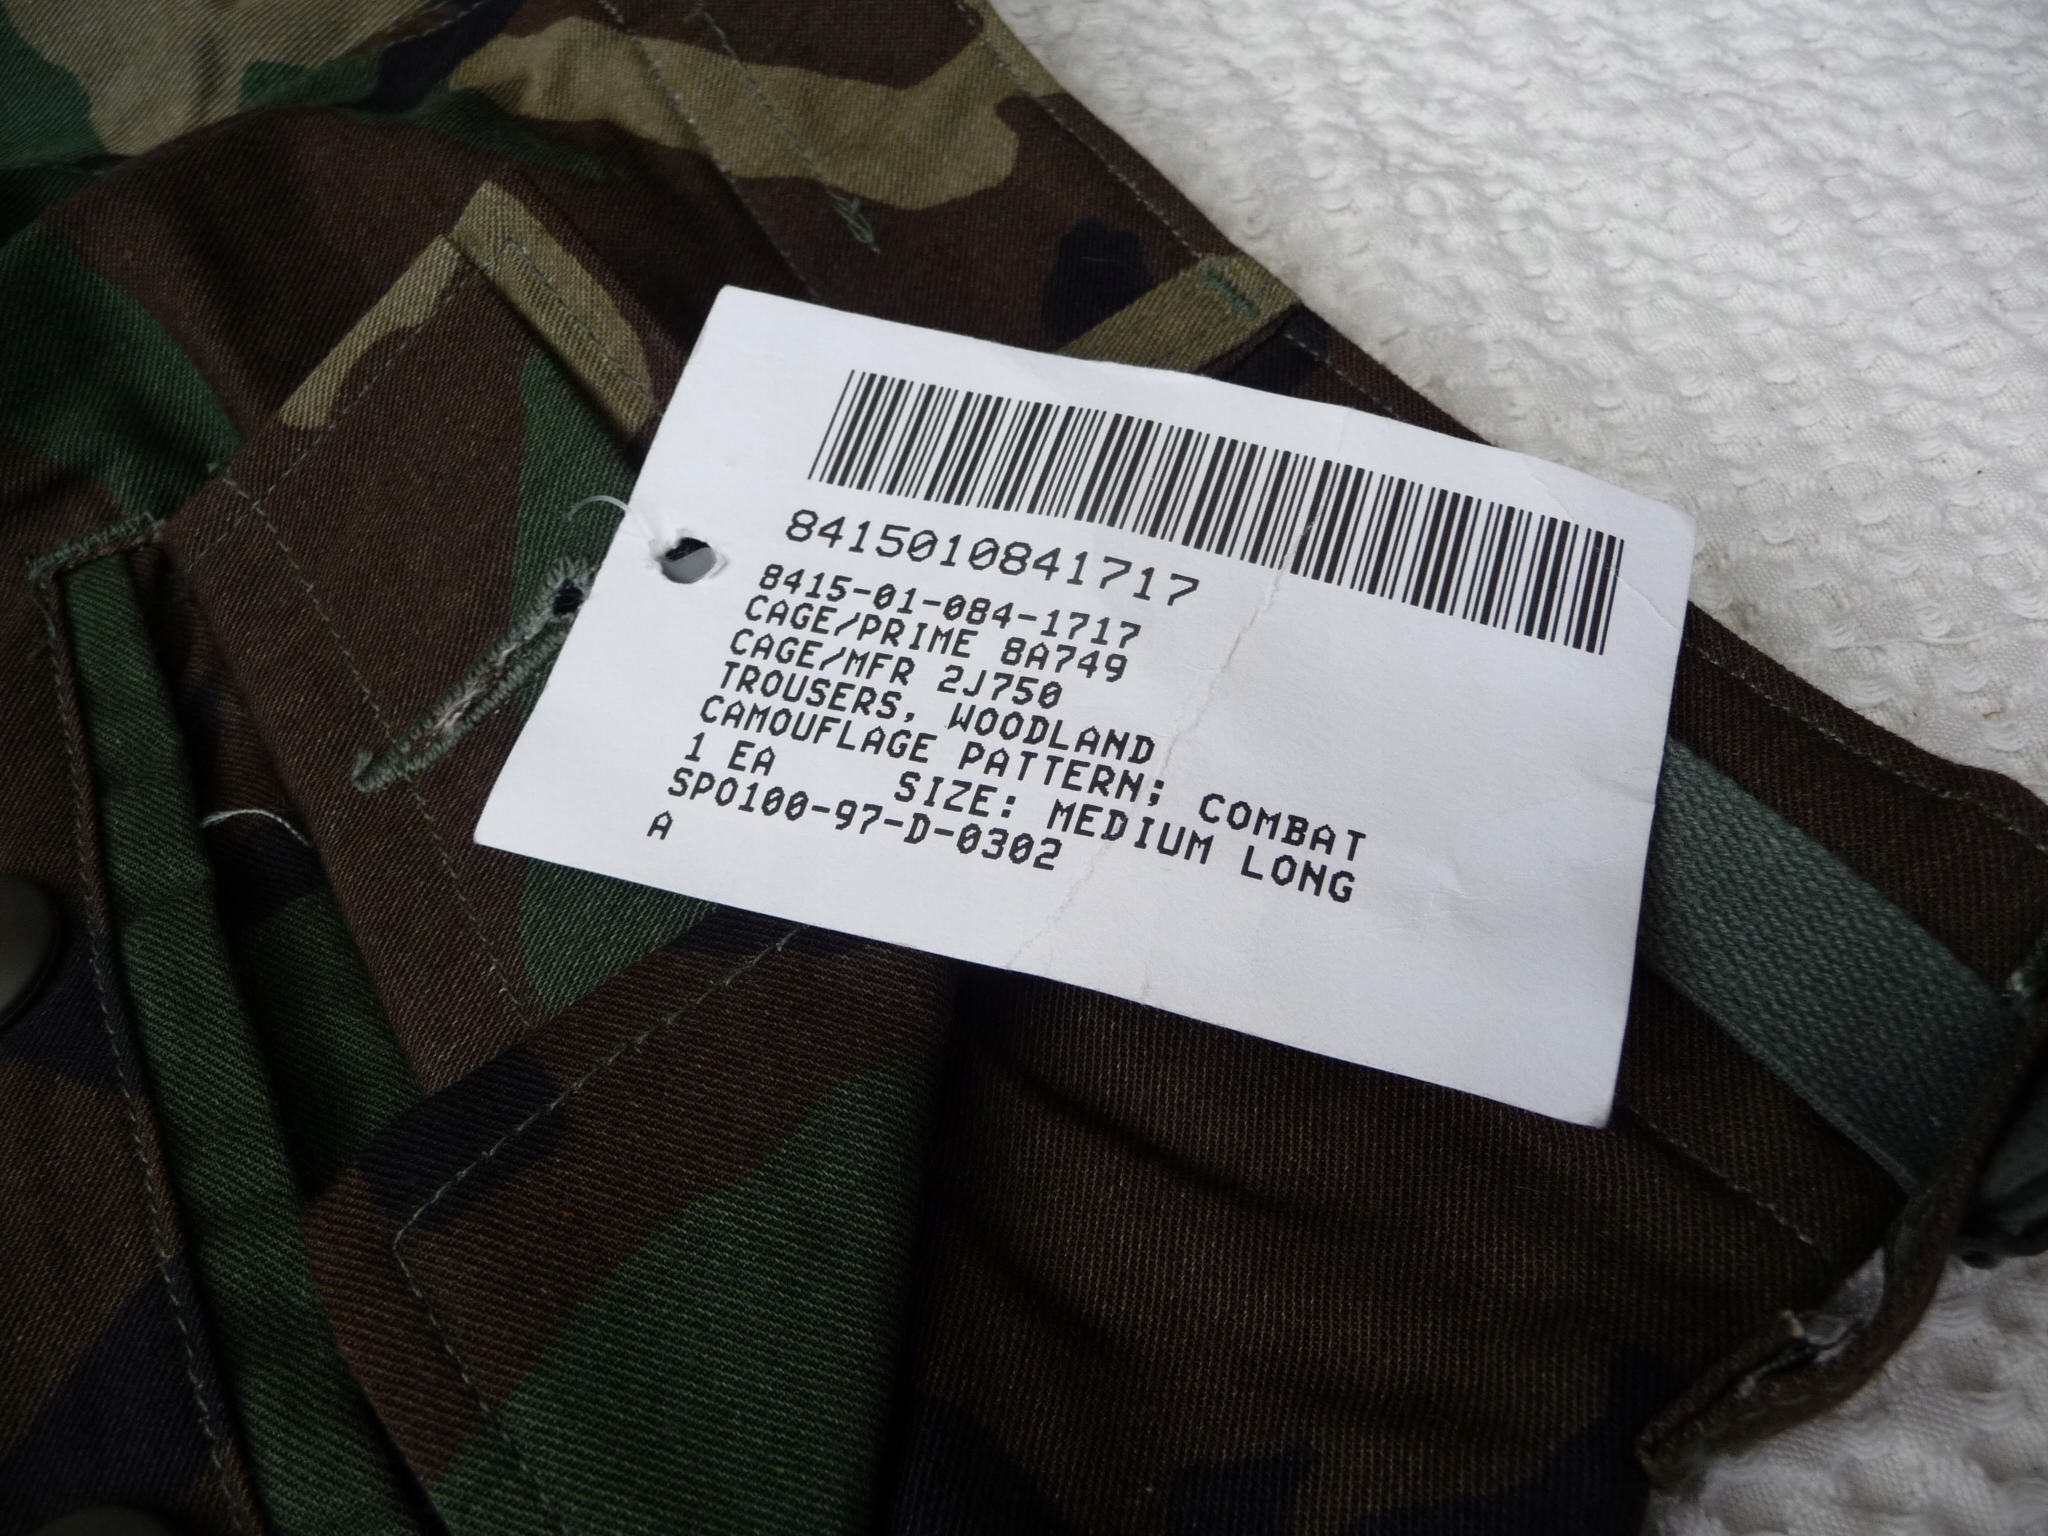 8415010841717
8415-01-084-1717
CAGE/PRIME 8A749
CAGE/MFR 2J750
TROUSERS, WOODLAND
CAMOUFLAGE PATTERN; COMBAT
1 EA SIZE: MEDIUM LONG
SPO100-97-D-0302
A